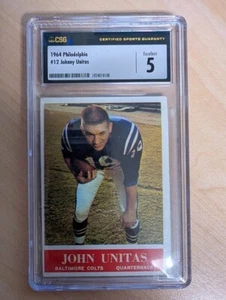 CSG
CERTIFIED SPORTS GUARANTY
1964 Philadelphia
#12 Johnny Unitas
Excellent
5
JOHN UNITAS
BALTIMORE COLTS QUARTERBACK